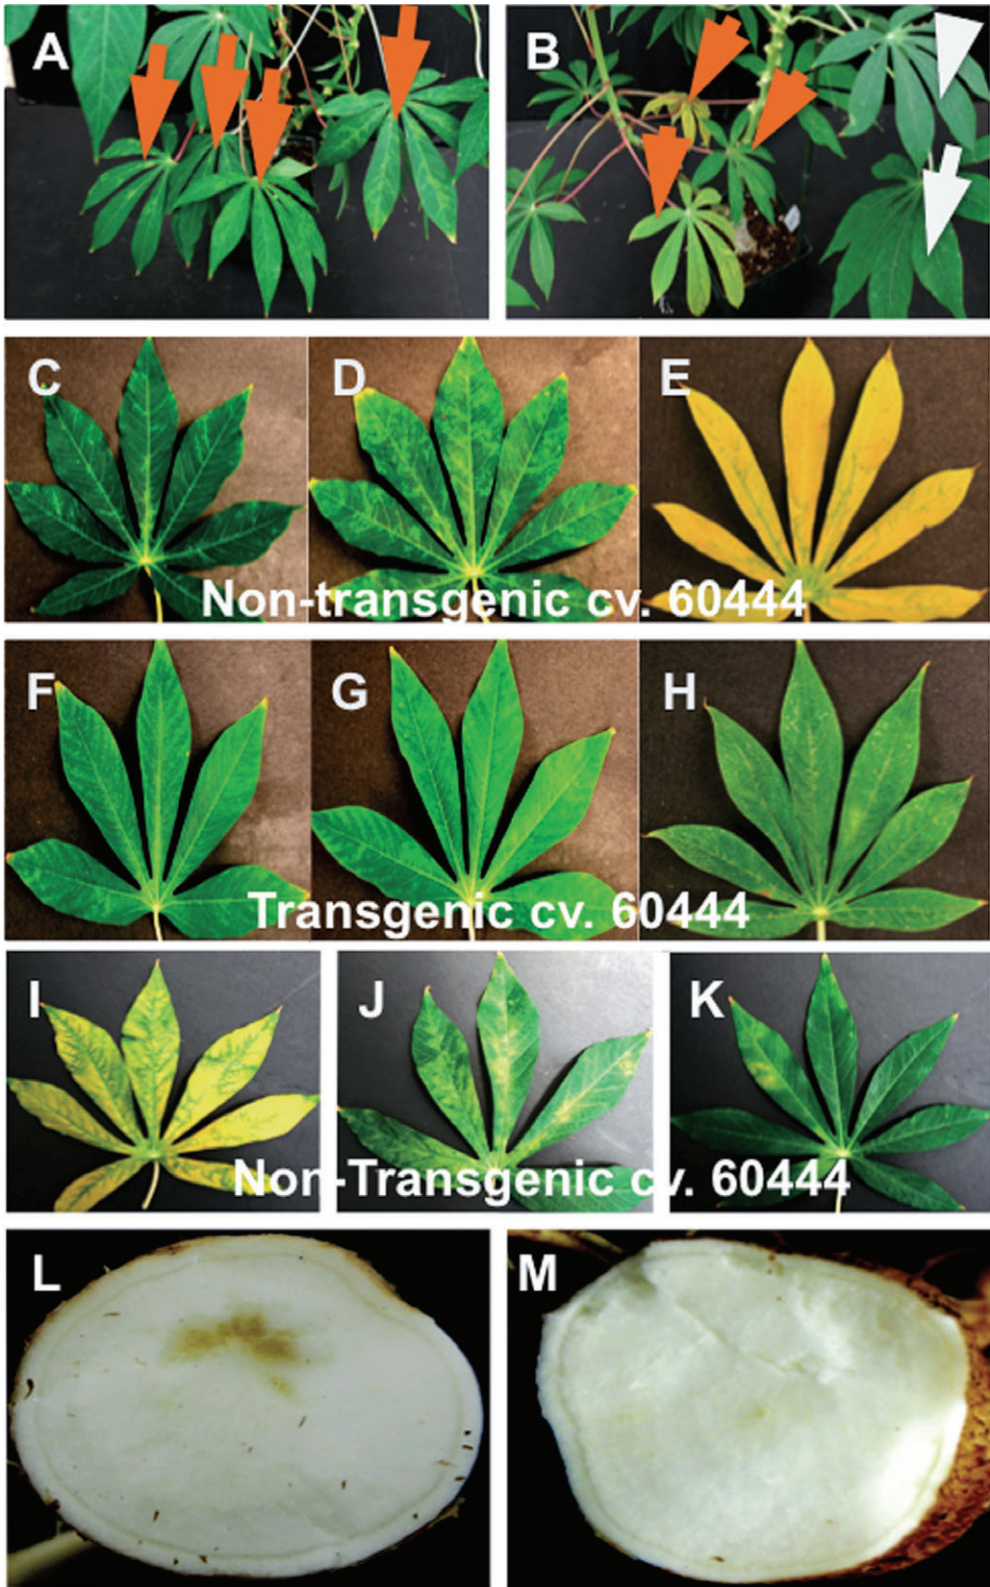 A B
C D E
Non-transgenic cv. 60444
F G H
Transgenic cv. 60444
I J K
Non-Transgenic cv. 60444
L M